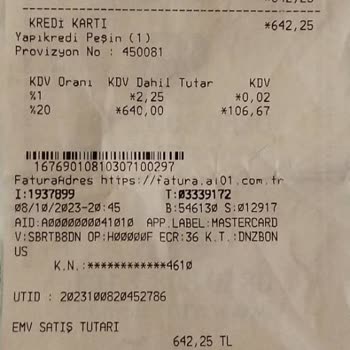 KREDİ KARTI *642,25
Yapıkredi Peşin (1)
Provizyon No : 450081
KDV Oranı KDV Dahil Tutar KDV
%1 *2,25 *0,02
%20 *640,00 *106,67
16769010810307100297
FaturaAdres https://fatura.a101.com.tr
I:1937899 T:03339172
08/10/2023-20:45 B:546130 S:012917
AID:A0000000041010 APP.LABEL:MASTERCARD
V:SBRTB8DN OP:H00000F ECR:36 K.T.:DNZBON
US
K.N.:************4610
UTID : 2023100820452786
EMV SATIŞ TUTARI
642,25 TL